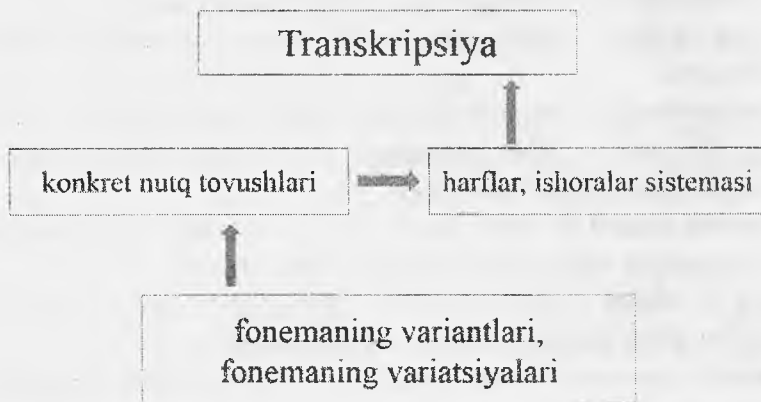 Transkripsiya
konkret nutq tovushlari
harflar, ishoralar sistemasi
fonemaning variantlari,
fonemaning variatsiyalari